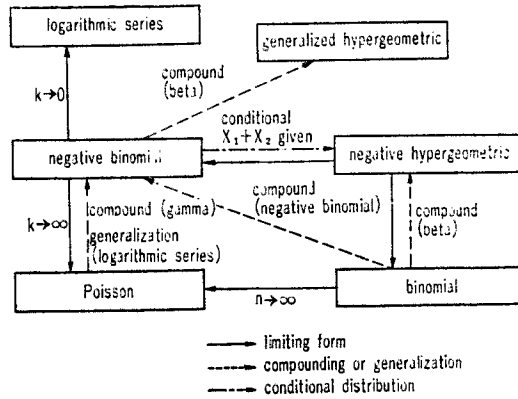 logarithmic series
generalized hypergeometric
k→0
compound
(beta)
conditional
X₁+X₂ given
negative binomial
negative hypergeometric
k→∞
compound (gamma)
generalization
(logarithmic series)
compound
(negative binomial)
compound
(beta)
Poisson
n→∞
binomial
limiting form
compounding or generalization
conditional distribution